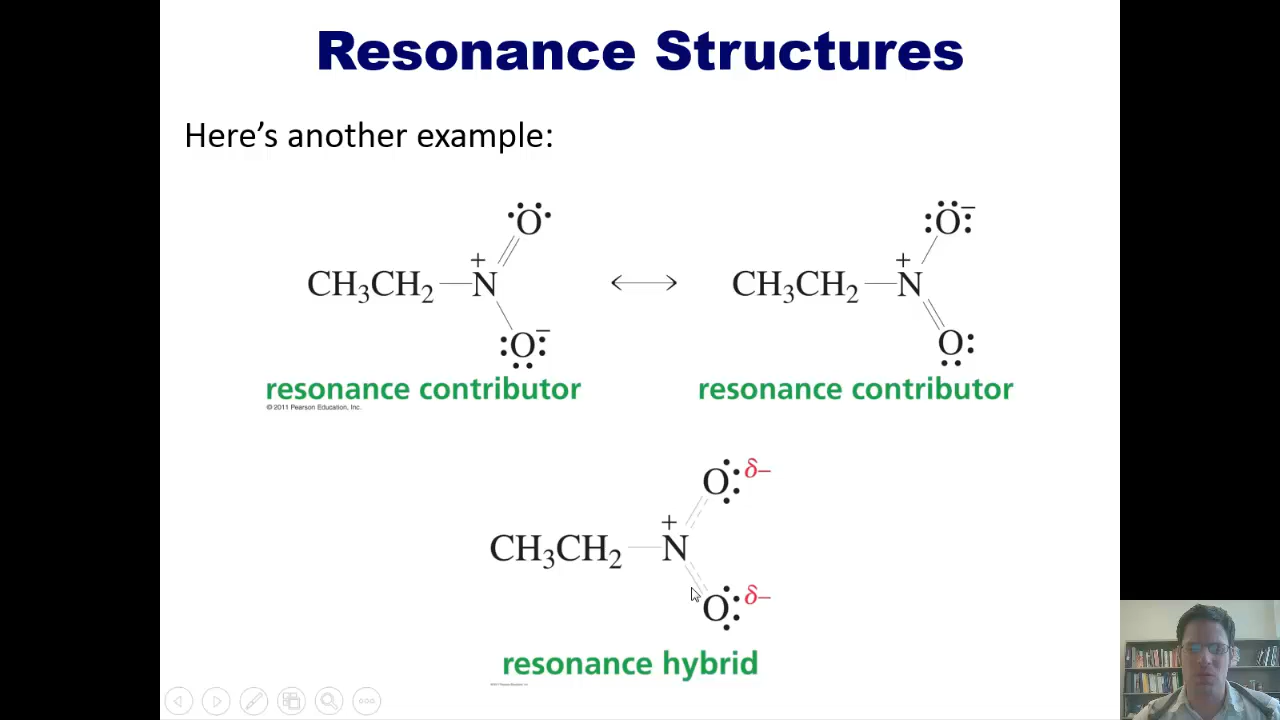 Resonance Structures
Here’s another example:
O
CH₃CH₂ + N
O −
resonance contributor
© 2011 Pearson Education, Inc.
O −
CH₃CH₂ + N
O
resonance contributor
O δ−
CH₃CH₂ + N
O δ−
resonance hybrid